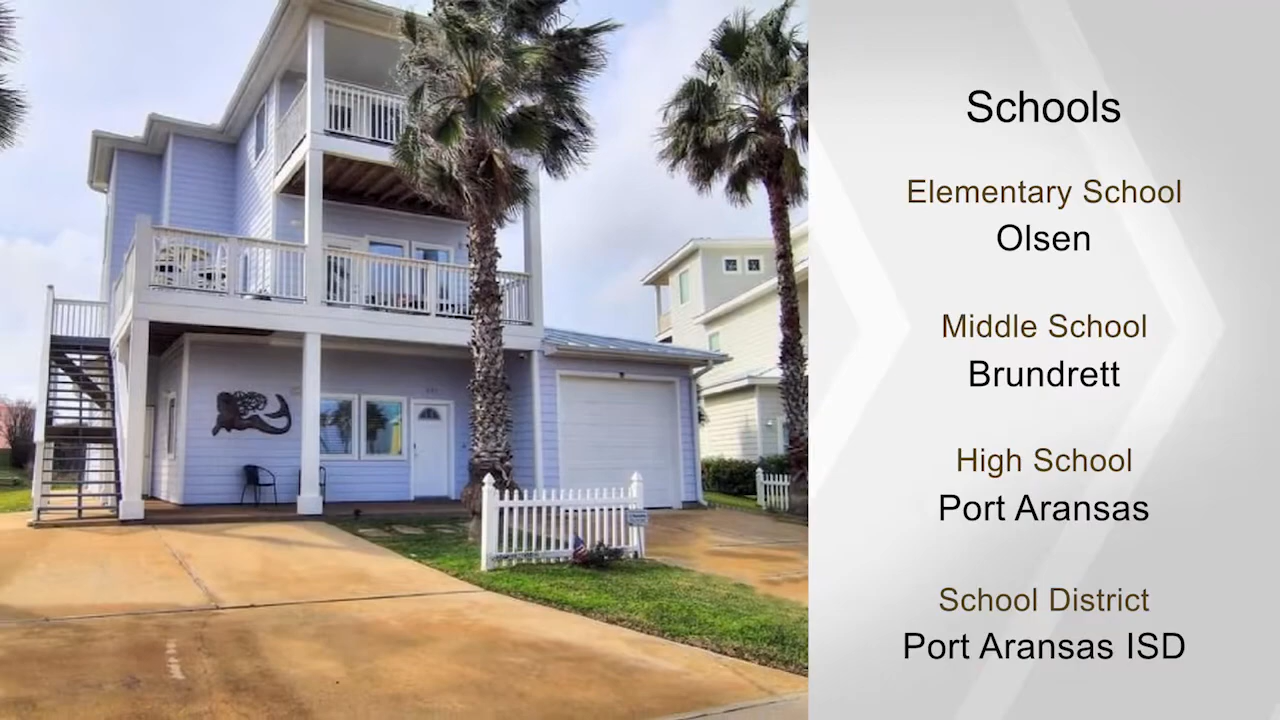 Schools
Elementary School
Olsen
Middle School
Brundrett
High School
Port Aransas
School District
Port Aransas ISD